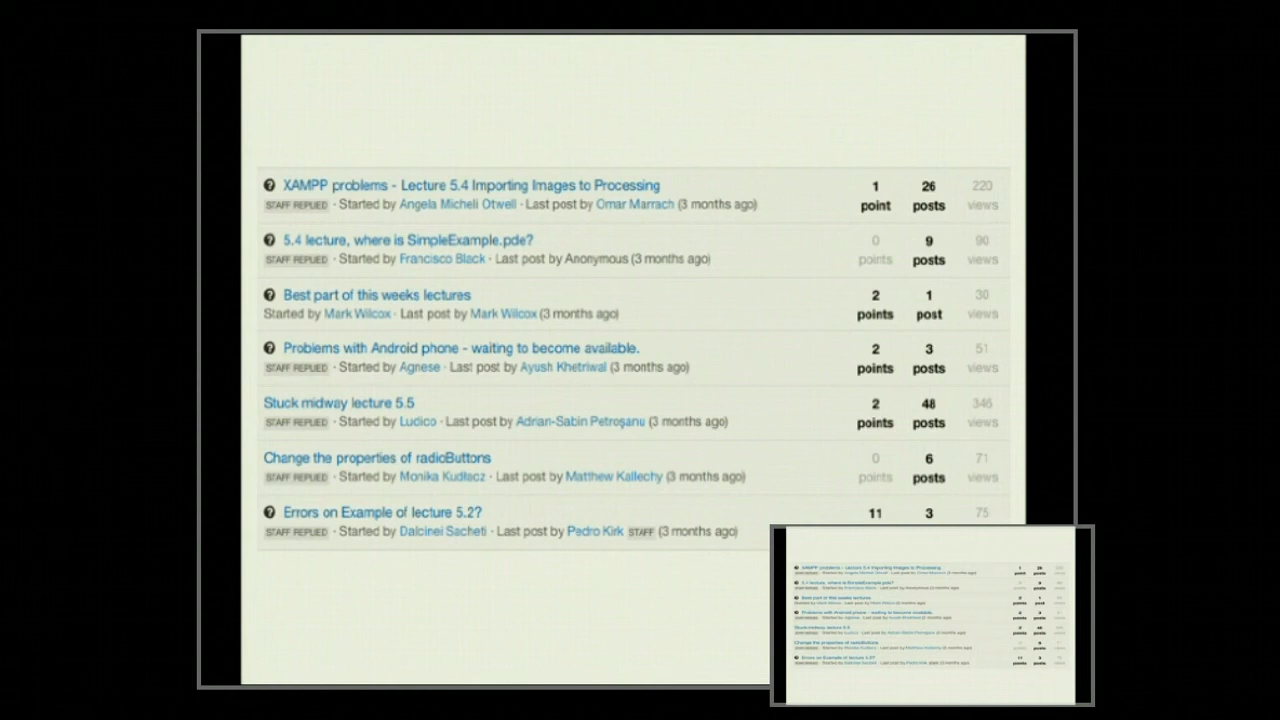 XAMPP problems - Lecture 5.4 Importing Images to Processing
1 26 220
STAFF REPLIED · Started by Angela Micheli Otwell · Last post by Omar Marrach (3 months ago)
point posts views
5.4 lecture, where is SimpleExample.pde?
0 9 90
STAFF REPLIED · Started by Francisco Black · Last post by Anonymous (3 months ago)
points posts views
Best part of this weeks lectures
2 1 30
Started by Mark Wilcox · Last post by Mark Wilcox (3 months ago)
points post views
Problems with Android phone - waiting to become available.
2 3 51
STAFF REPLIED · Started by Agnese · Last post by Ayush Khetriwal (3 months ago)
points posts views
Stuck midway lecture 5.5
2 48 346
STAFF REPLIED · Started by Ludico · Last post by Adrian-Sabin Petroşanu (3 months ago)
points posts views
Change the properties of radioButtons
0 6 71
STAFF REPLIED · Started by Monika Kudłacz · Last post by Matthew Kallechy (3 months ago)
points posts views
Errors on Example of lecture 5.2?
11 3 75
STAFF REPLIED · Started by Dalcinei Sacheti · Last post by Pedro Kirk STAFF (3 months ago)